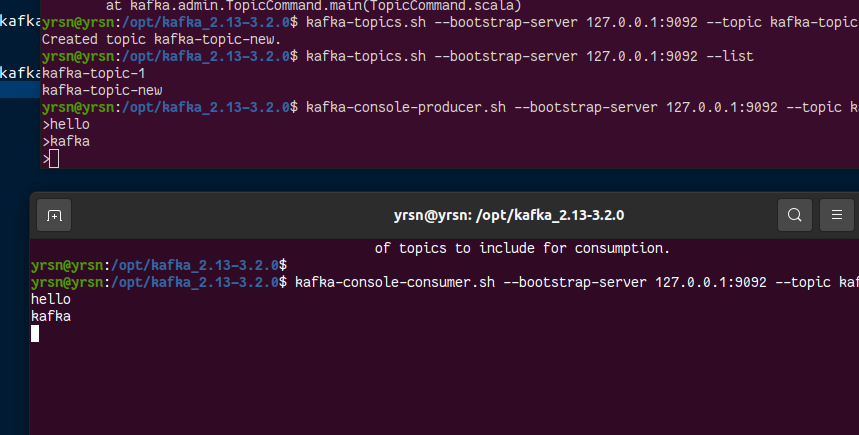 at kafka.admin.TopicCommand.main(TopicCommand.scala)
kafka
yrsn@yrsn:/opt/kafka_2.13-3.2.0$ kafka-topics.sh --bootstrap-server 127.0.0.1:9092 --topic kafka-topic
Created topic kafka-topic-new.
yrsn@yrsn:/opt/kafka_2.13-3.2.0$ kafka-topics.sh --bootstrap-server 127.0.0.1:9092 --list
kafka
kafka-topic-1
kafka-topic-new
yrsn@yrsn:/opt/kafka_2.13-3.2.0$ kafka-console-producer.sh --bootstrap-server 127.0.0.1:9092 --topic ka
>hello
>kafka
>
yrsn@yrsn: /opt/kafka_2.13-3.2.0
of topics to include for consumption.
yrsn@yrsn:/opt/kafka_2.13-3.2.0$
yrsn@yrsn:/opt/kafka_2.13-3.2.0$ kafka-console-consumer.sh --bootstrap-server 127.0.0.1:9092 --topic kaf
hello
kafka